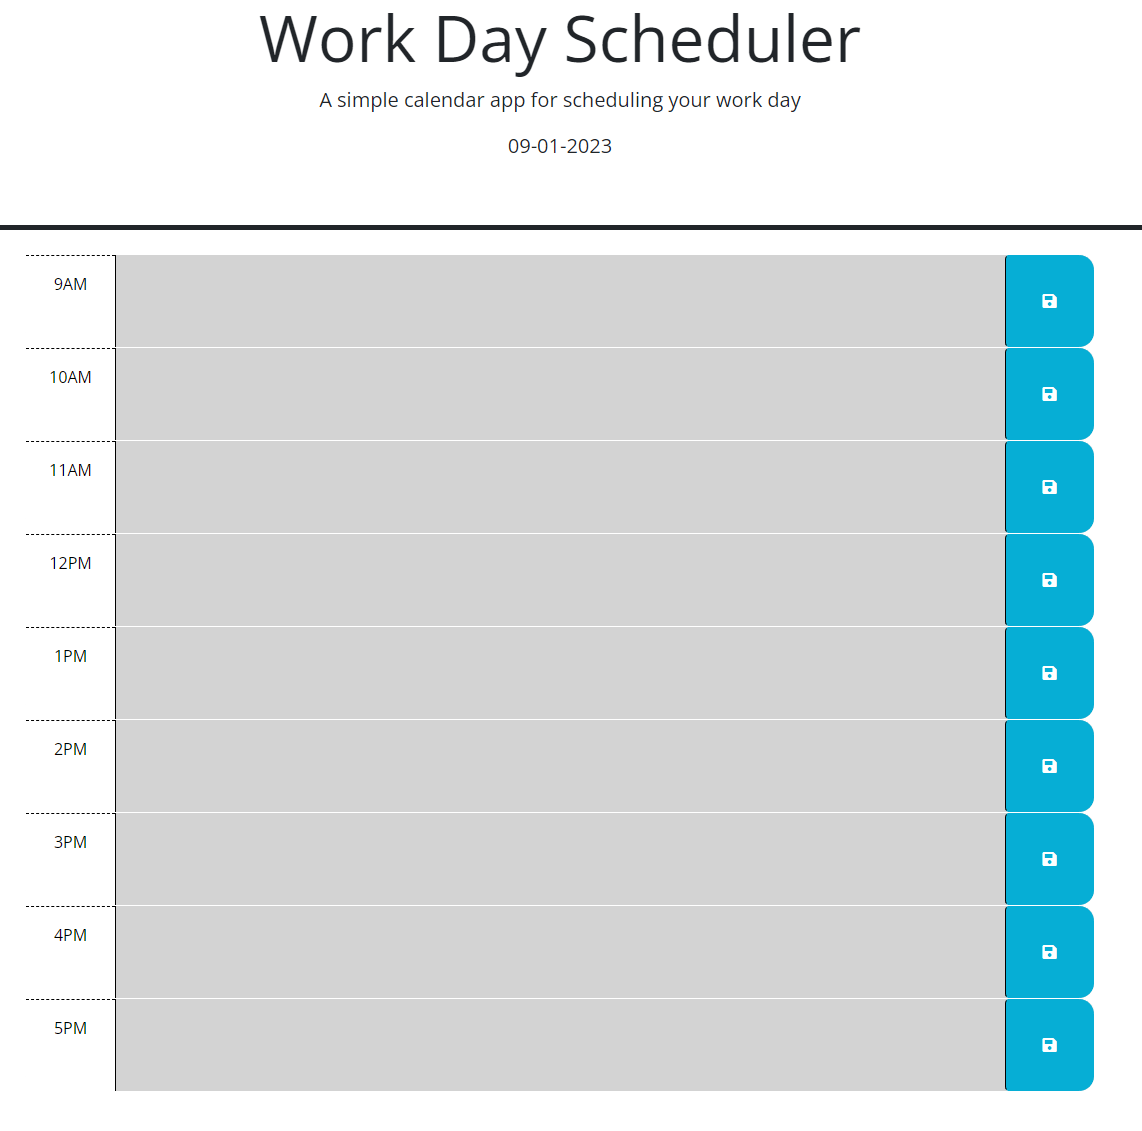 Work Day Scheduler
A simple calendar app for scheduling your work day
09-01-2023
9AM
10AM
11AM
12PM
1PM
2PM
3PM
4PM
5PM